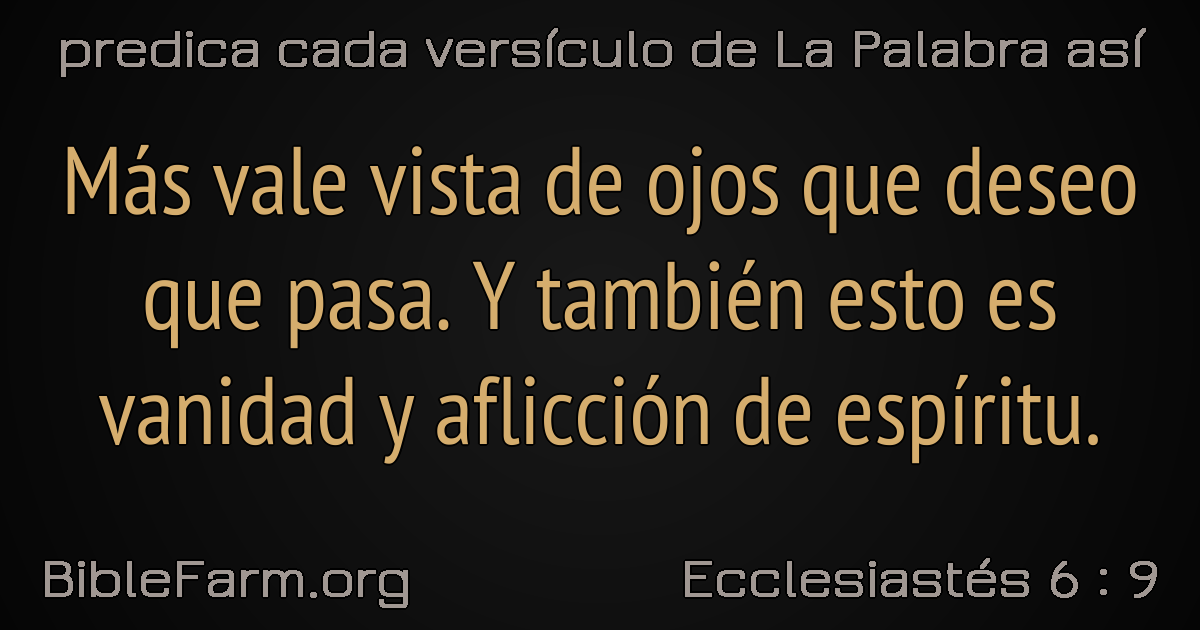 predica cada versículo de La Palabra así
Más vale vista de ojos que deseo
que pasa. Y también esto es
vanidad y aflicción de espíritu.
BibleFarm.org
Ecclesiastés 6 : 9